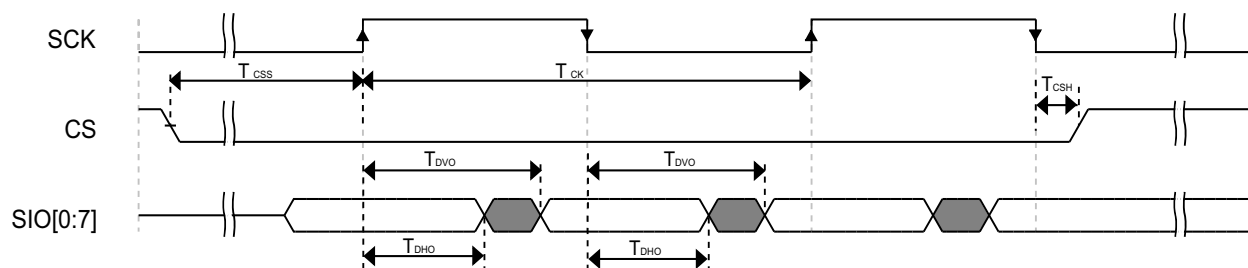 SCK
TCSS
TCK
TCSH
CS
TDVO
TDVO
SIO[0:7]
TDHO
TDHO